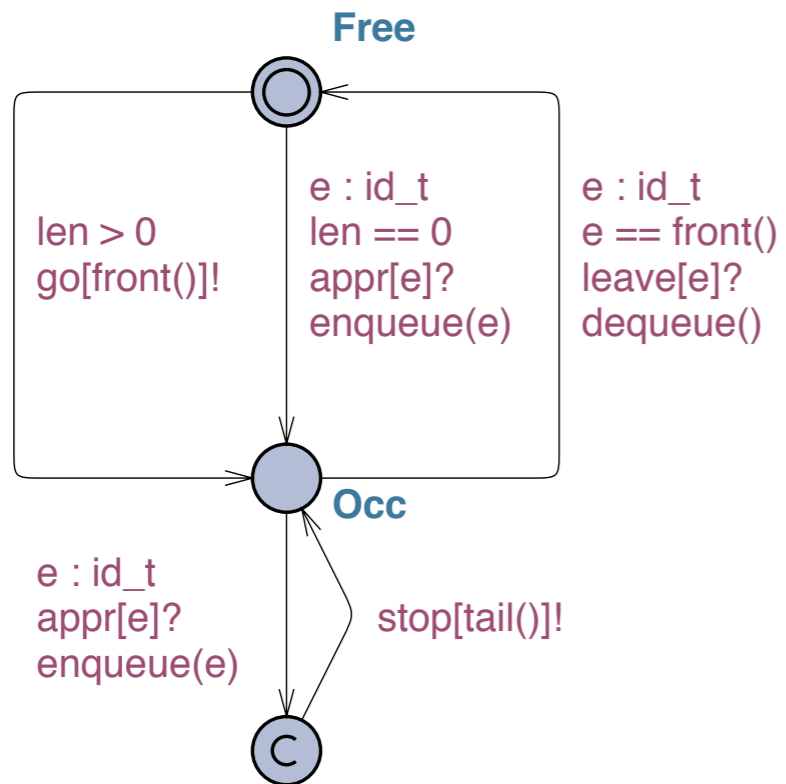 Free
len > 0
go[front()]!
e : id_t
len == 0
appr[e]?
enqueue(e)
e : id_t
e == front()
leave[e]?
dequeue()
Occ
e : id_t
appr[e]?
enqueue(e)
stop[tail()]!
C